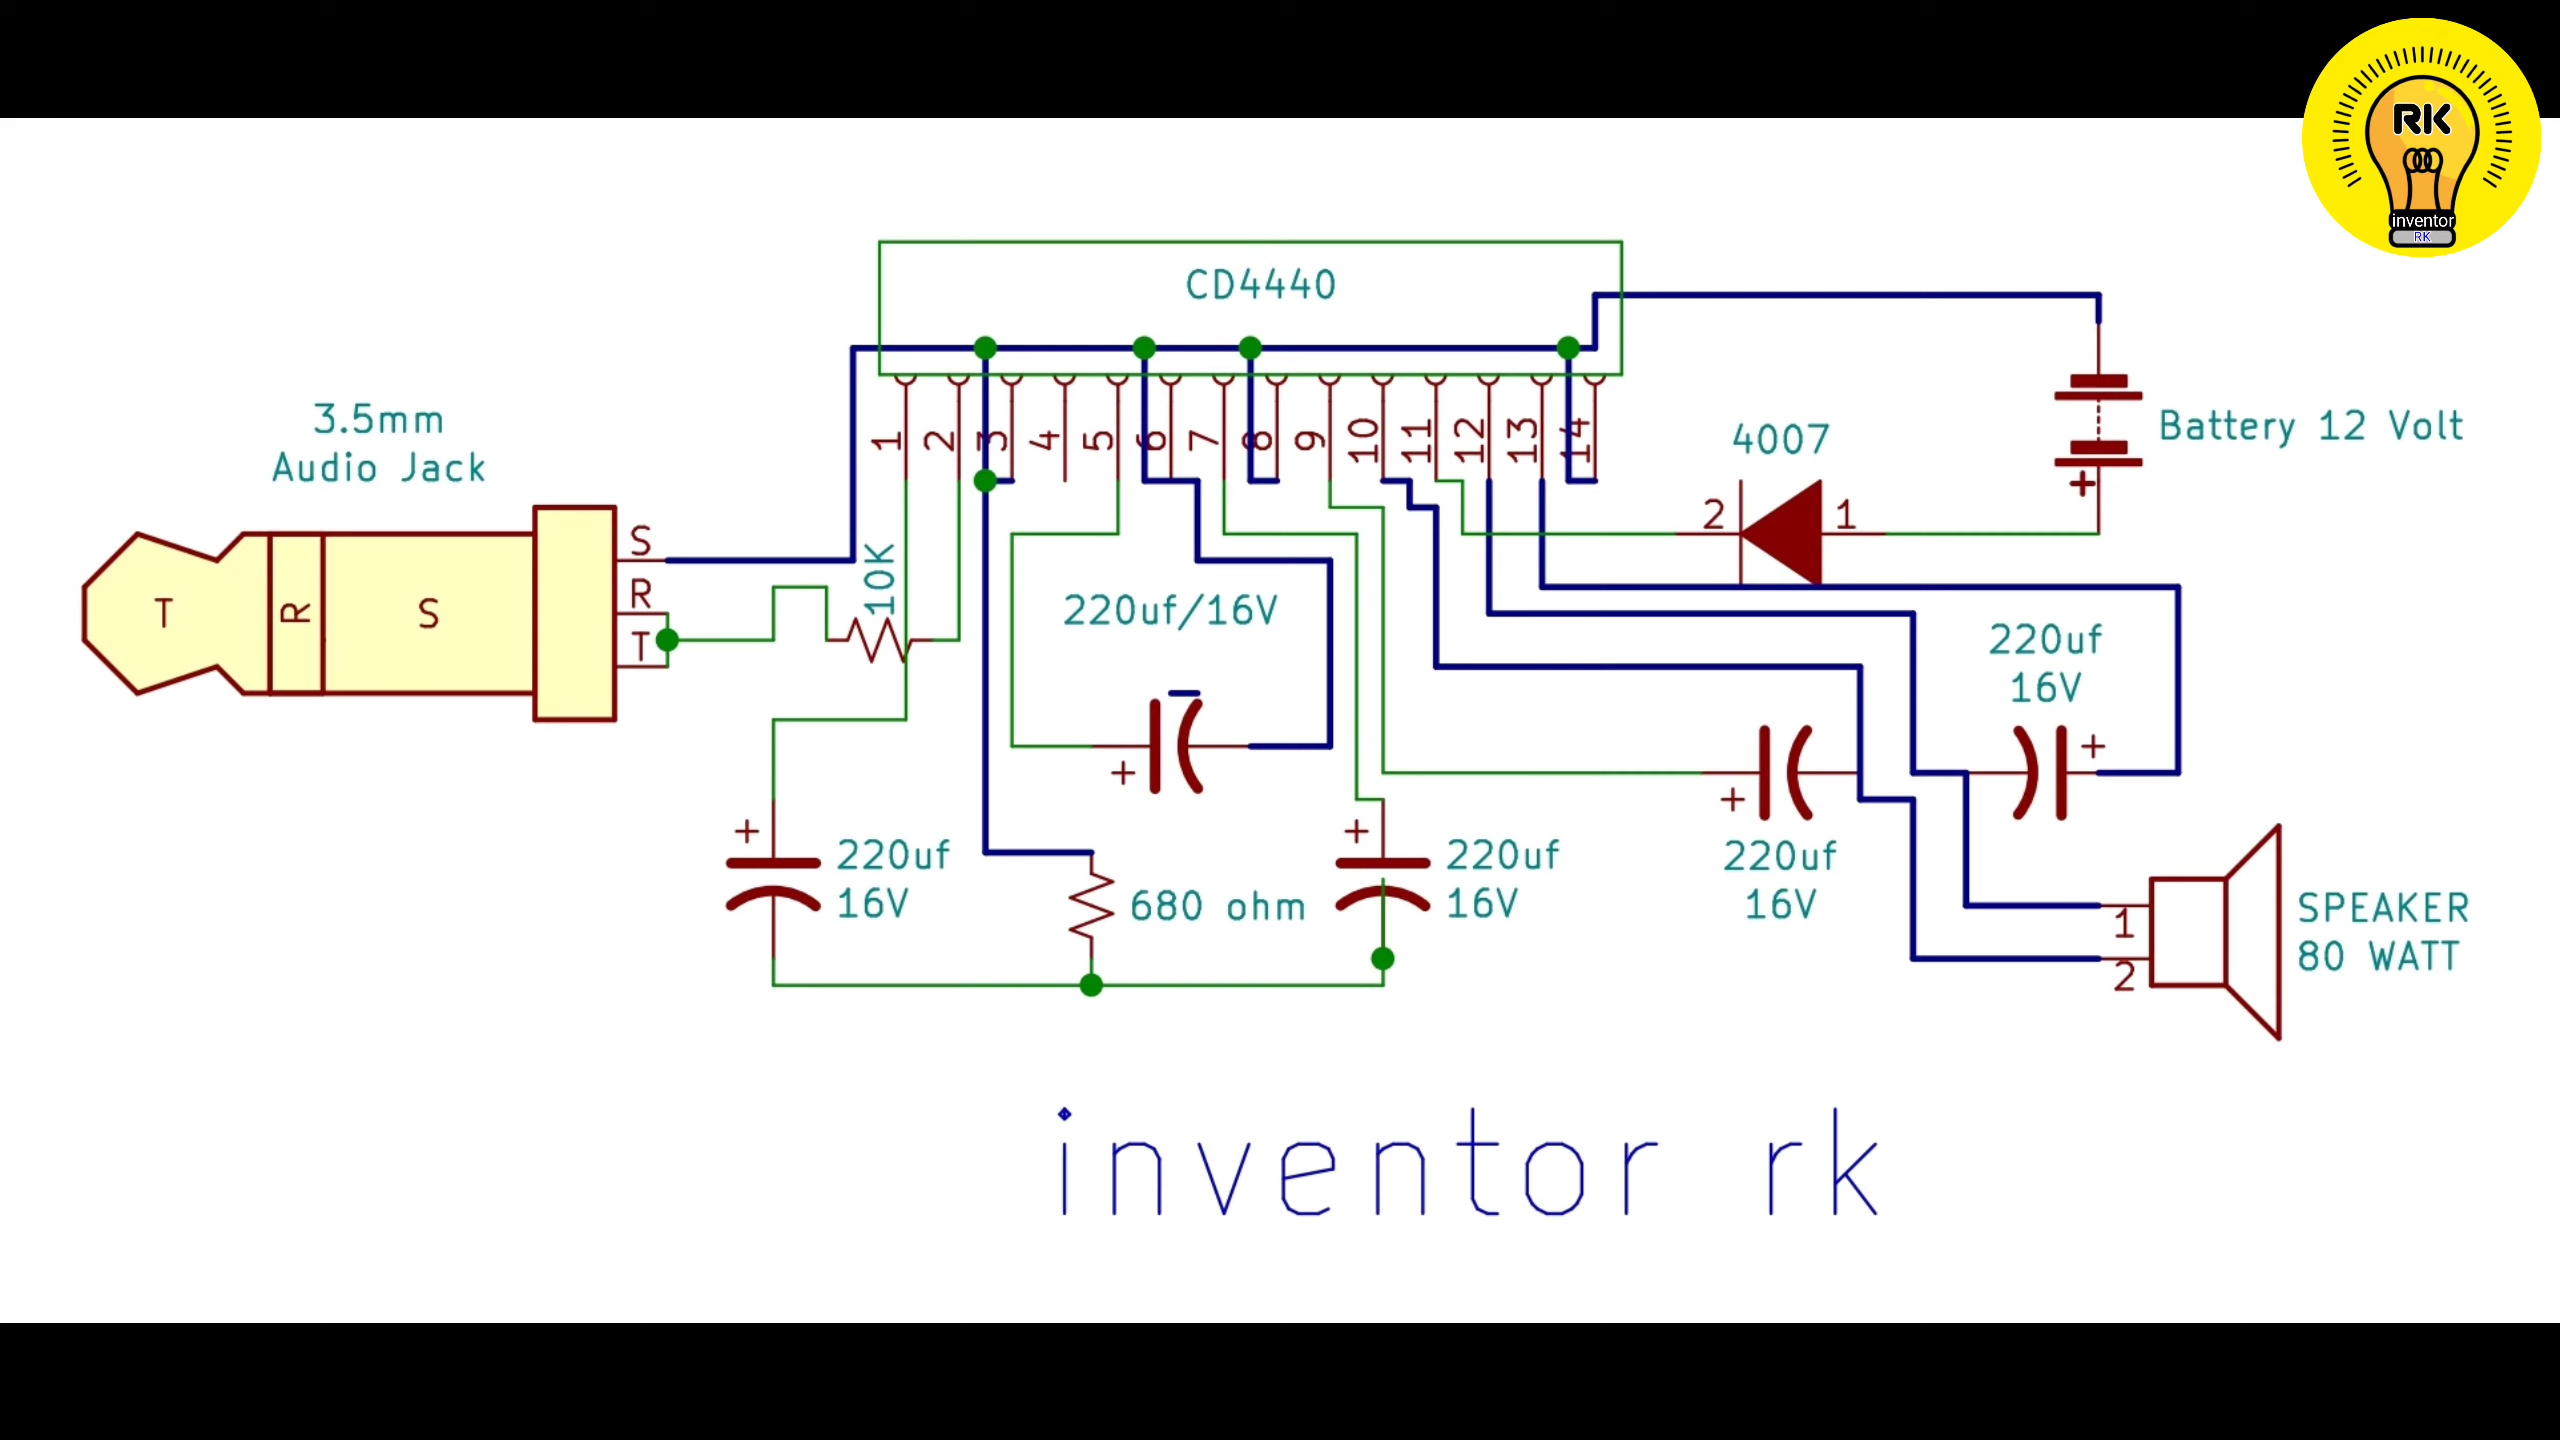 RK
inventor
RK
CD4440
3.5mm
Audio Jack
1
2
3
4
5
6
7
8
9
10
11
12
13
14
4007
2
1
Battery 12 Volt
+
S
R
T
T
R
S
10K
220uf/16V
+
220uf
16V
+
+
220uf
16V
680 ohm
+
220uf
16V
+
220uf
16V
1
2
SPEAKER
80 WATT
inventor rk